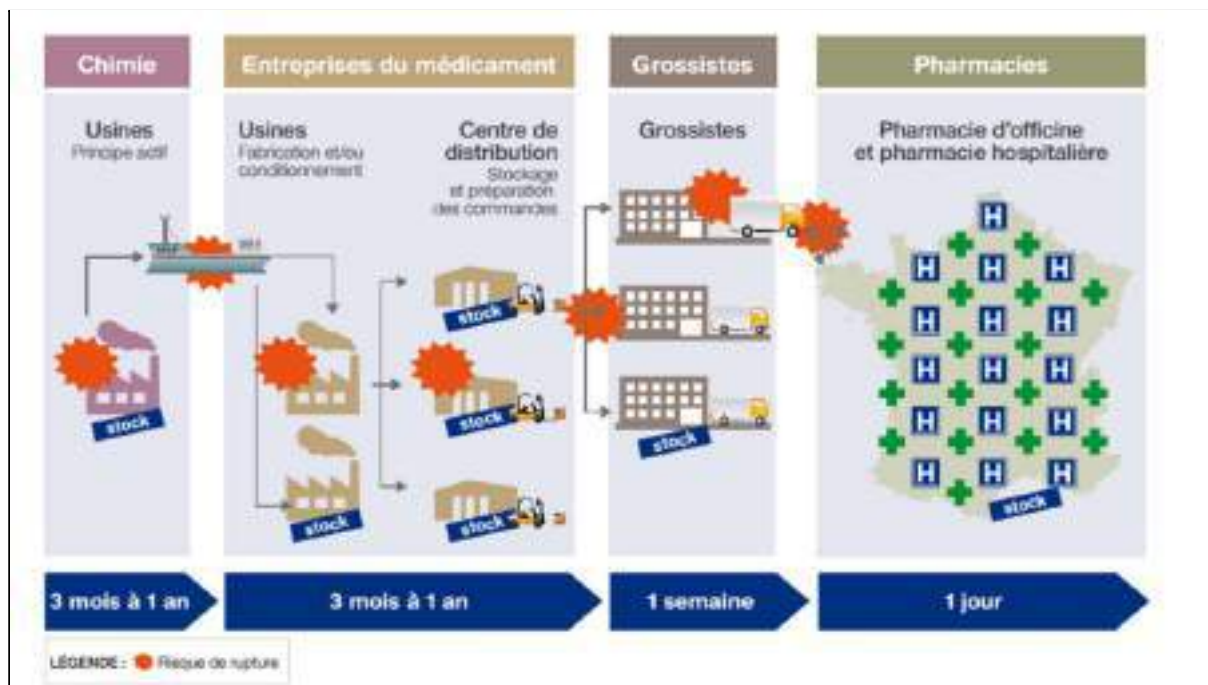 Chimie
Entreprises du médicament
Grossistes
Pharmacies
Usines
Principe actif
Usines
Fabrication et/ou
conditionnement
Centre de
distribution
Stockage
et préparation
des commandes
Grossistes
Pharmacie d'officine
et pharmacie hospitalière
stock
stock
stock
stock
stock
stock
stock
H
H H H
H H H
H H H
H H H
H H H
3 mois à 1 an
3 mois à 1 an
1 semaine
1 jour
LÉGENDE : Risque de rupture